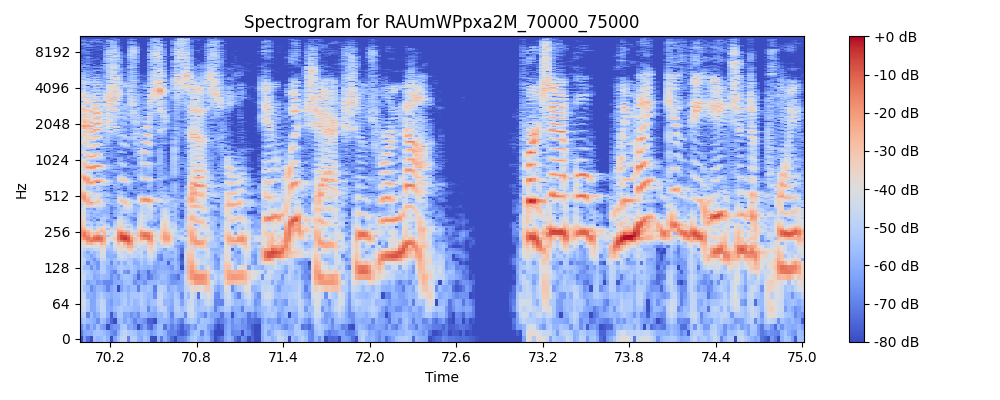 Spectrogram for RAUmWPpxa2M_70000_75000
Hz
8192
4096
2048
1024
512
256
128
64
0
70.2 70.8 71.4 72.0 72.6 73.2 73.8 74.4 75.0
Time
+0 dB
-10 dB
-20 dB
-30 dB
-40 dB
-50 dB
-60 dB
-70 dB
-80 dB